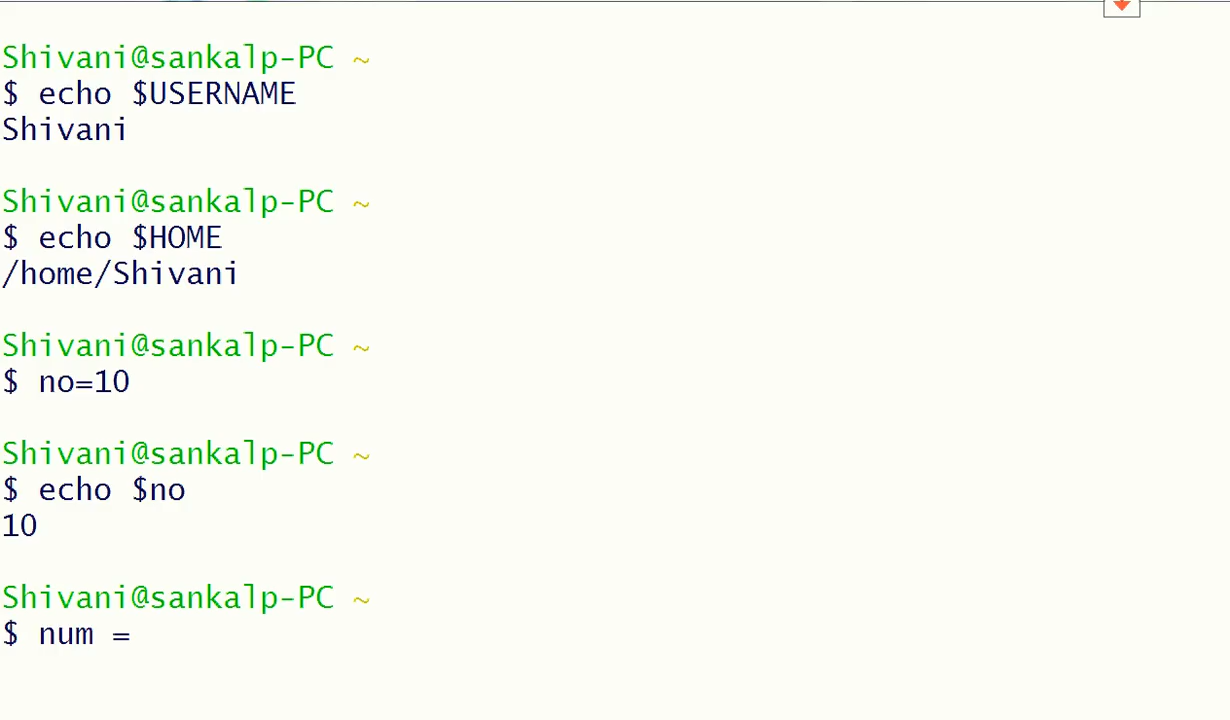 Shivani@sankalp-PC ~
$ echo $USERNAME
Shivani
Shivani@sankalp-PC ~
$ echo $HOME
/home/Shivani
Shivani@sankalp-PC ~
$ no=10
Shivani@sankalp-PC ~
$ echo $no
10
Shivani@sankalp-PC ~
$ num =